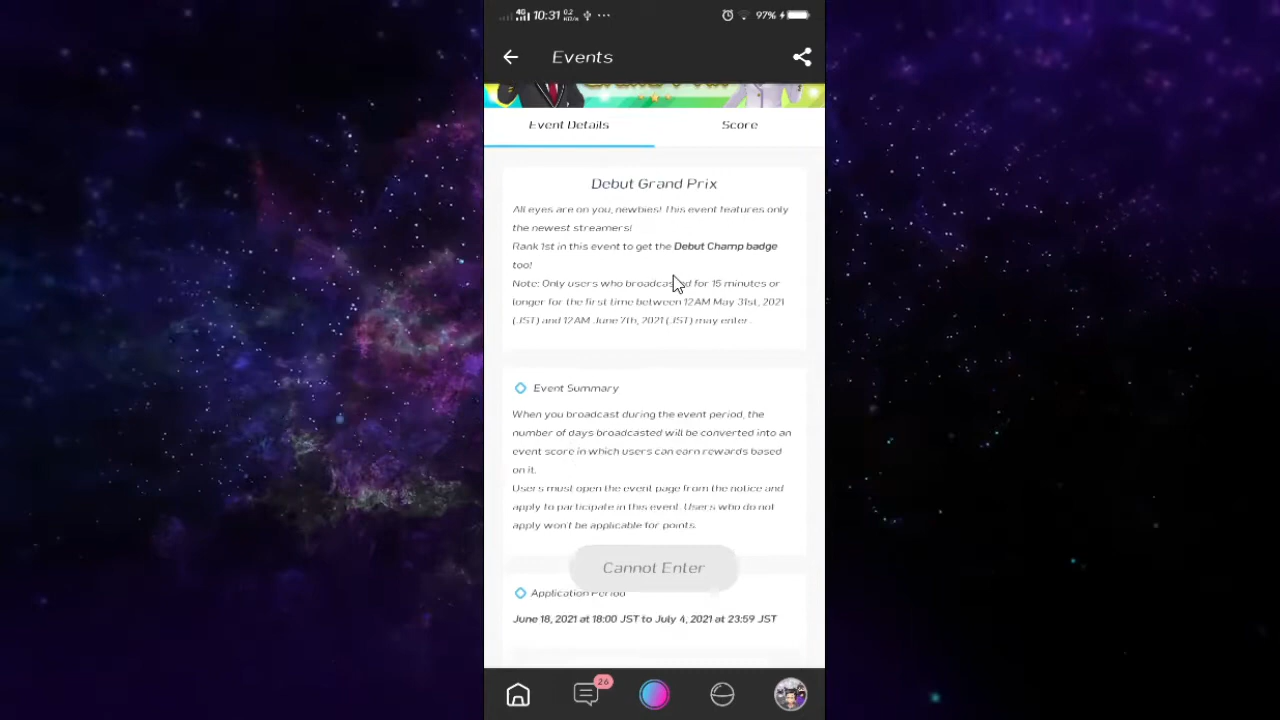 4G 10:31 0.2 KB/s ... 97%
Events
Event Details
Score
Debut Grand Prix
All eyes are on you, newbies! This event features only
the newest streamers!
Rank 1st in this event to get the Debut Champ badge
too!
Note: Only users who broadcasted for 15 minutes or
longer for the first time between 12AM May 31st, 2021
(JST) and 12AM June 7th, 2021 (JST) may enter.
Event Summary
When you broadcast during the event period, the
number of days broadcasted will be converted into an
event score in which users can earn rewards based
on it.
Users must open the event page from the notice and
apply to participate in this event. Users who do not
apply won't be applicable for points.
Cannot Enter
Application Period
June 18, 2021 at 18:00 JST to July 4, 2021 at 23:59 JST
26